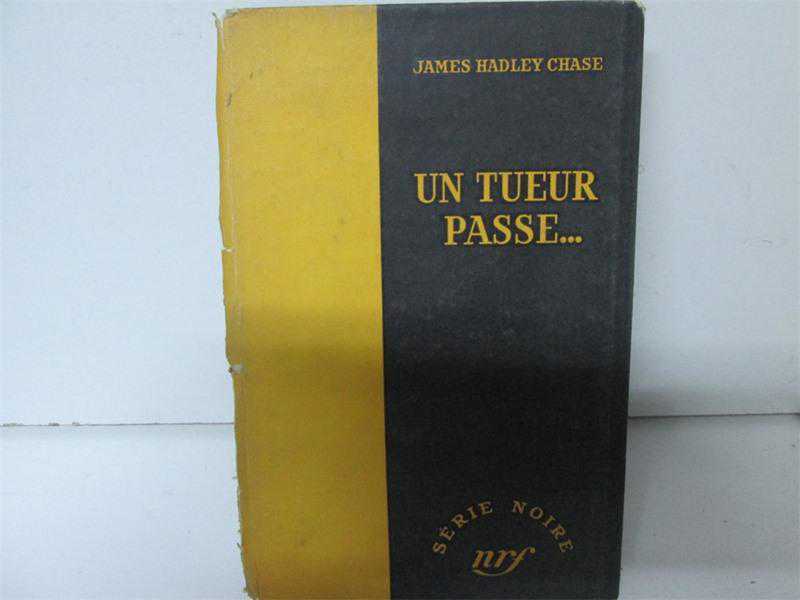 JAMES HADLEY CHASE
UN TUEUR
PASSE...
SÉRIE NOIRE
nrf